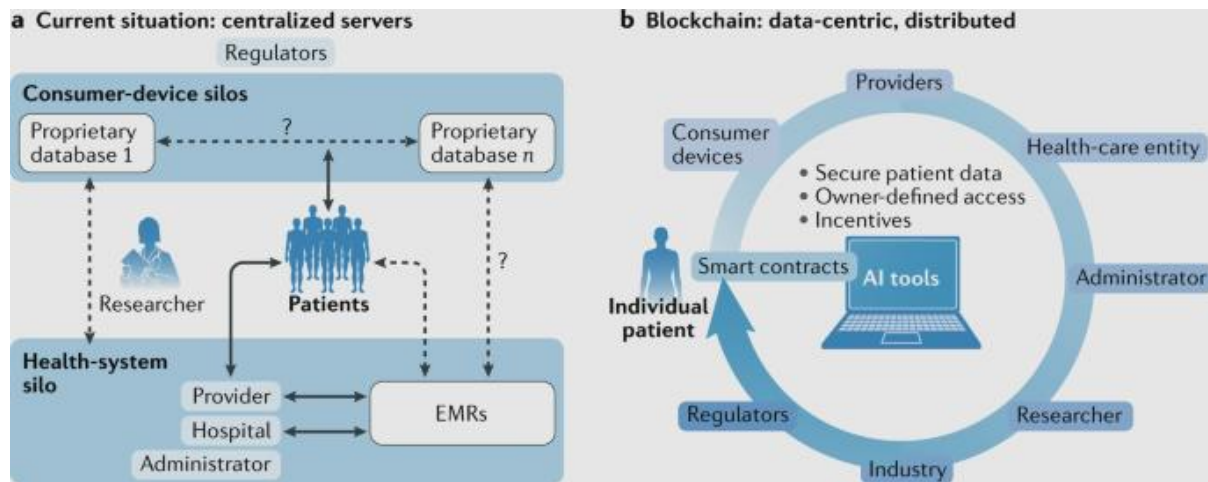 a Current situation: centralized servers
Regulators
Consumer-device silos
Proprietary
database 1
?
Proprietary
database n
Researcher
Patients
?
Health-system
silo
Provider
Hospital
Administrator
EMRs
b Blockchain: data-centric, distributed
Providers
Consumer
devices
Health-care entity
• Secure patient data
• Owner-defined access
• Incentives
Smart contracts
AI tools
Administrator
Individual
patient
Regulators
Researcher
Industry